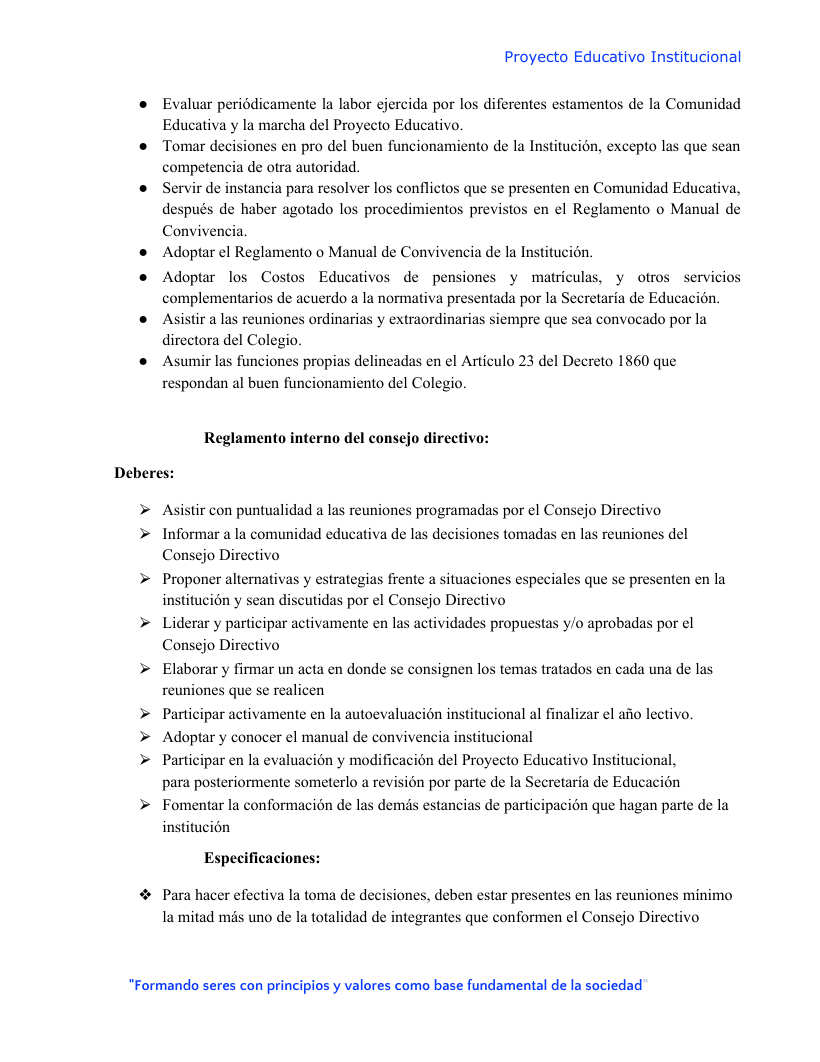 Proyecto Educativo Institucional
● Evaluar periódicamente la labor ejercida por los diferentes estamentos de la Comunidad
Educativa y la marcha del Proyecto Educativo.
● Tomar decisiones en pro del buen funcionamiento de la Institución, excepto las que sean
competencia de otra autoridad.
● Servir de instancia para resolver los conflictos que se presenten en Comunidad Educativa,
después de haber agotado los procedimientos previstos en el Reglamento o Manual de
Convivencia.
● Adoptar el Reglamento o Manual de Convivencia de la Institución.
● Adoptar los Costos Educativos de pensiones y matrículas, y otros servicios
complementarios de acuerdo a la normativa presentada por la Secretaría de Educación.
● Asistir a las reuniones ordinarias y extraordinarias siempre que sea convocado por la
directora del Colegio.
● Asumir las funciones propias delineadas en el Artículo 23 del Decreto 1860 que
respondan al buen funcionamiento del Colegio.
Reglamento interno del consejo directivo:
Deberes:
➢ Asistir con puntualidad a las reuniones programadas por el Consejo Directivo
➢ Informar a la comunidad educativa de las decisiones tomadas en las reuniones del
Consejo Directivo
➢ Proponer alternativas y estrategias frente a situaciones especiales que se presenten en la
institución y sean discutidas por el Consejo Directivo
➢ Liderar y participar activamente en las actividades propuestas y/o aprobadas por el
Consejo Directivo
➢ Elaborar y firmar un acta en donde se consignen los temas tratados en cada una de las
reuniones que se realicen
➢ Participar activamente en la autoevaluación institucional al finalizar el año lectivo.
➢ Adoptar y conocer el manual de convivencia institucional
➢ Participar en la evaluación y modificación del Proyecto Educativo Institucional,
para posteriormente someterlo a revisión por parte de la Secretaría de Educación
➢ Fomentar la conformación de las demás estancias de participación que hagan parte de la
institución
Especificaciones:
❖ Para hacer efectiva la toma de decisiones, deben estar presentes en las reuniones mínimo
la mitad más uno de la totalidad de integrantes que conformen el Consejo Directivo
"Formando seres con principios y valores como base fundamental de la sociedad"